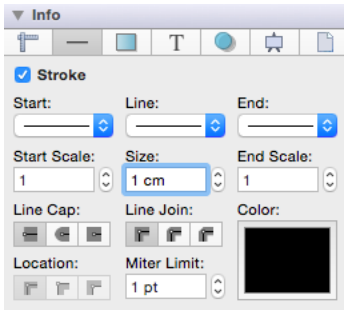 Info
T
Stroke
Start: Line: End:
Start Scale: Size: End Scale:
1 1 cm 1
Line Cap: Line Join: Color:
Location: Miter Limit:
1 pt